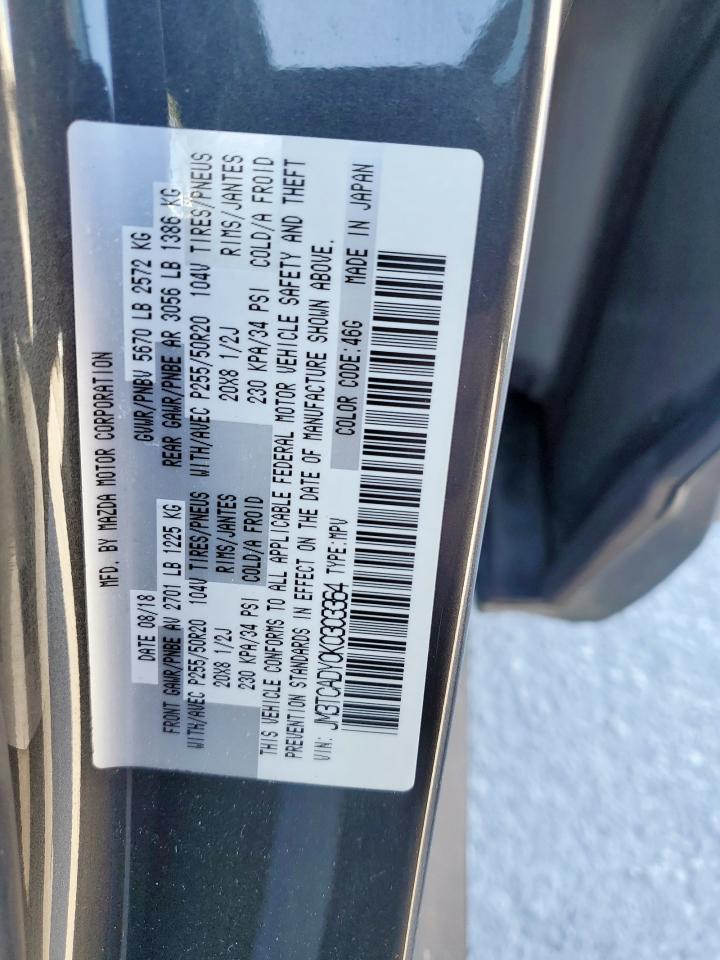 MFD. BY MAZDA MOTOR CORPORATION
DATE 08/18 GVWR/PNBV 5670 LB 2572 KG
FRONT GAWR/PNBE AV 2701 LB 1225 KG REAR GAWR/PNBE AR 3056 LB 1386 KG
WITH/AVEC P255/50R20 104V TIRES/PNEUS WITH/AVEC P255/50R20 104V TIRES/PNEUS
20X8 1/2J RIMS/JANTES 20X8 1/2J RIMS/JANTES
230 KPA/34 PSI COLD/A FROID 230 KPA/34 PSI COLD/A FROID
THIS VEHICLE CONFORMS TO ALL APPLICABLE FEDERAL MOTOR VEHICLE SAFETY AND THEFT
PREVENTION STANDARDS IN EFFECT ON THE DATE OF MANUFACTURE SHOWN ABOVE.
VIN: JM3TCADY0K0303364 TYPE:MPV COLOR CODE:46G MADE IN JAPAN